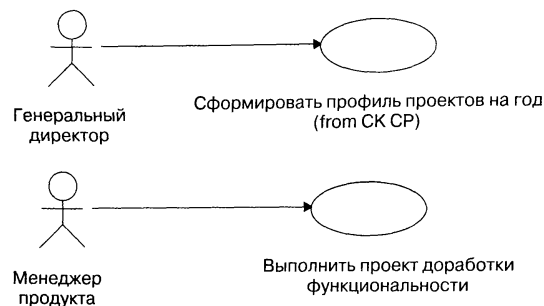 Генеральный
директор
Сформировать профиль проектов на год
(from СК СР)
Менеджер
продукта
Выполнить проект доработки
функциональности